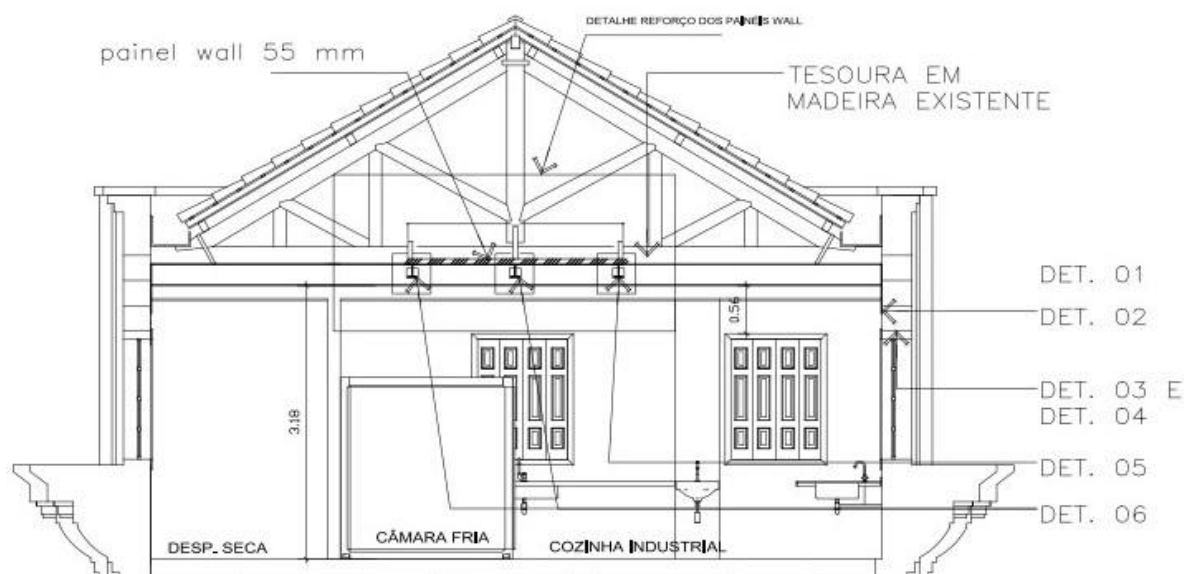 DETALHE REFORÇO DOS PAINÉIS WALL
painel wall 55 mm
TESOURA EM
MADEIRA EXISTENTE
DET. 01
0.56
DET. 02
DET. 03 E
DET. 04
3.18
DET. 05
DET. 06
CÂMARA FRIA
DESP. SECA
COZINHA INDUSTRIAL